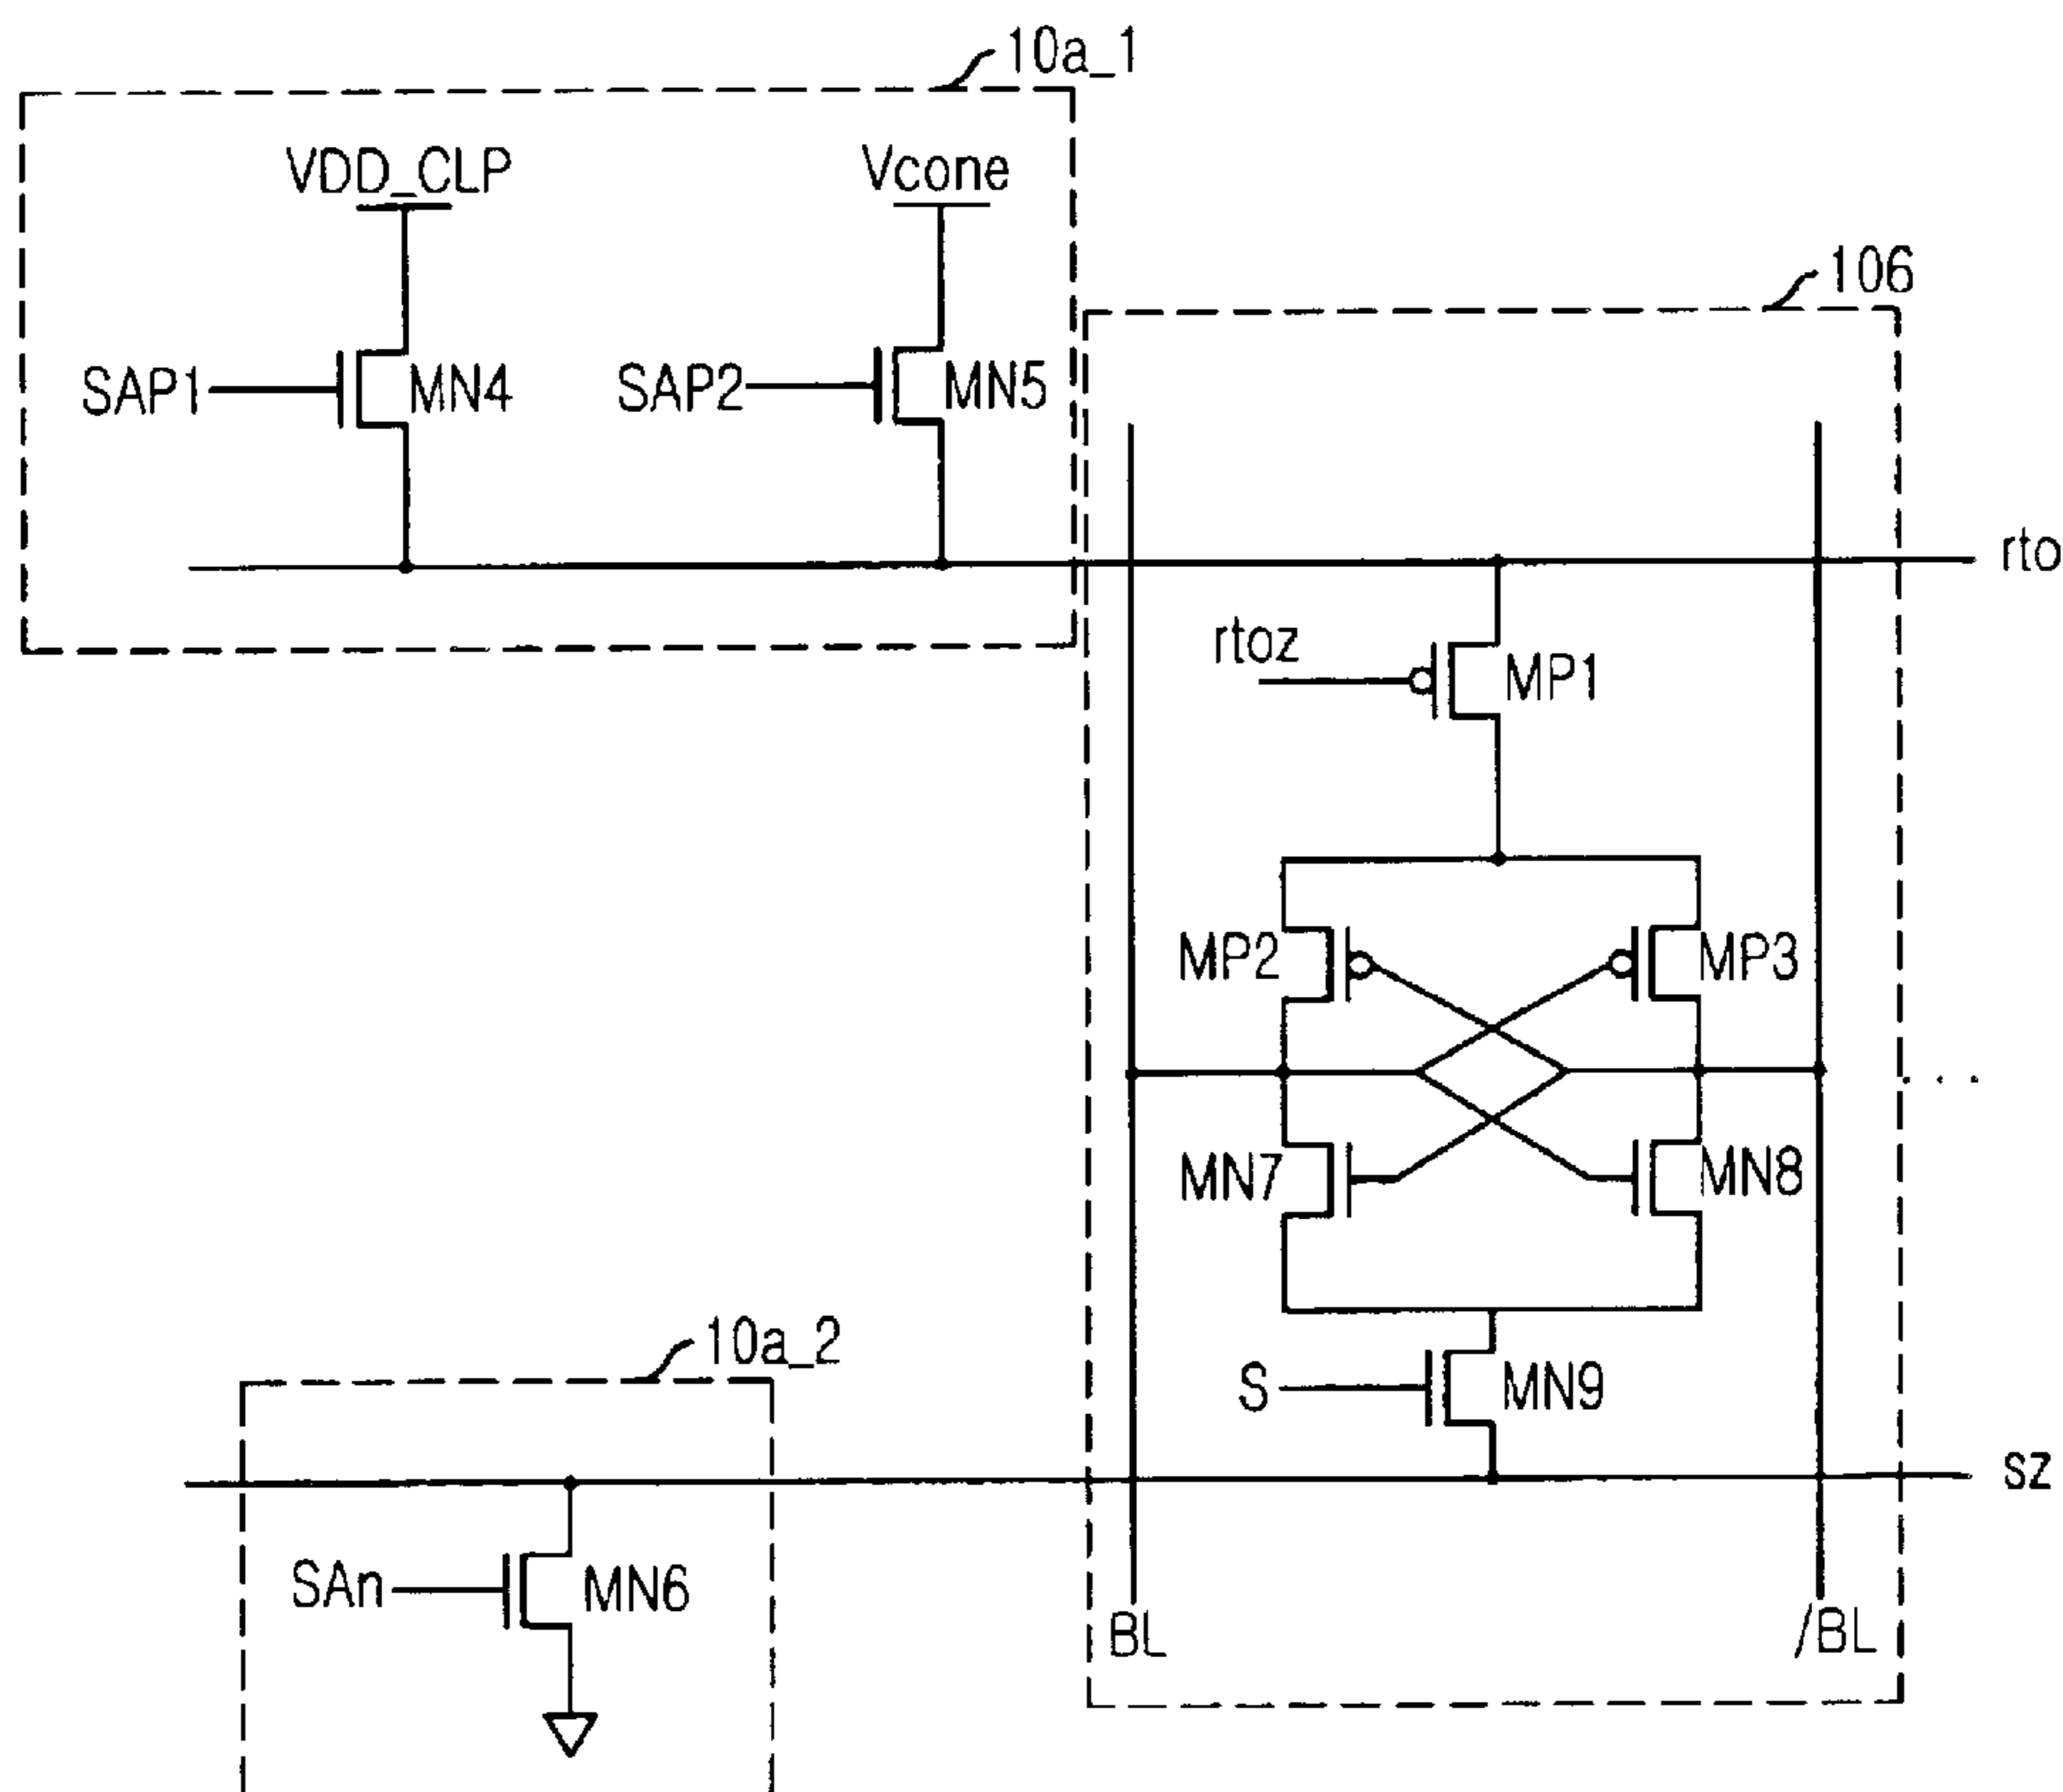 10a_1
VDD_CLP
Vcone
106
SAP1
MN4
SAP2
MN5
rto
rtoz
MP1
MP2
MP3
MN7
MN8
10a_2
S
MN9
sz
SAn
MN6
BL
/BL